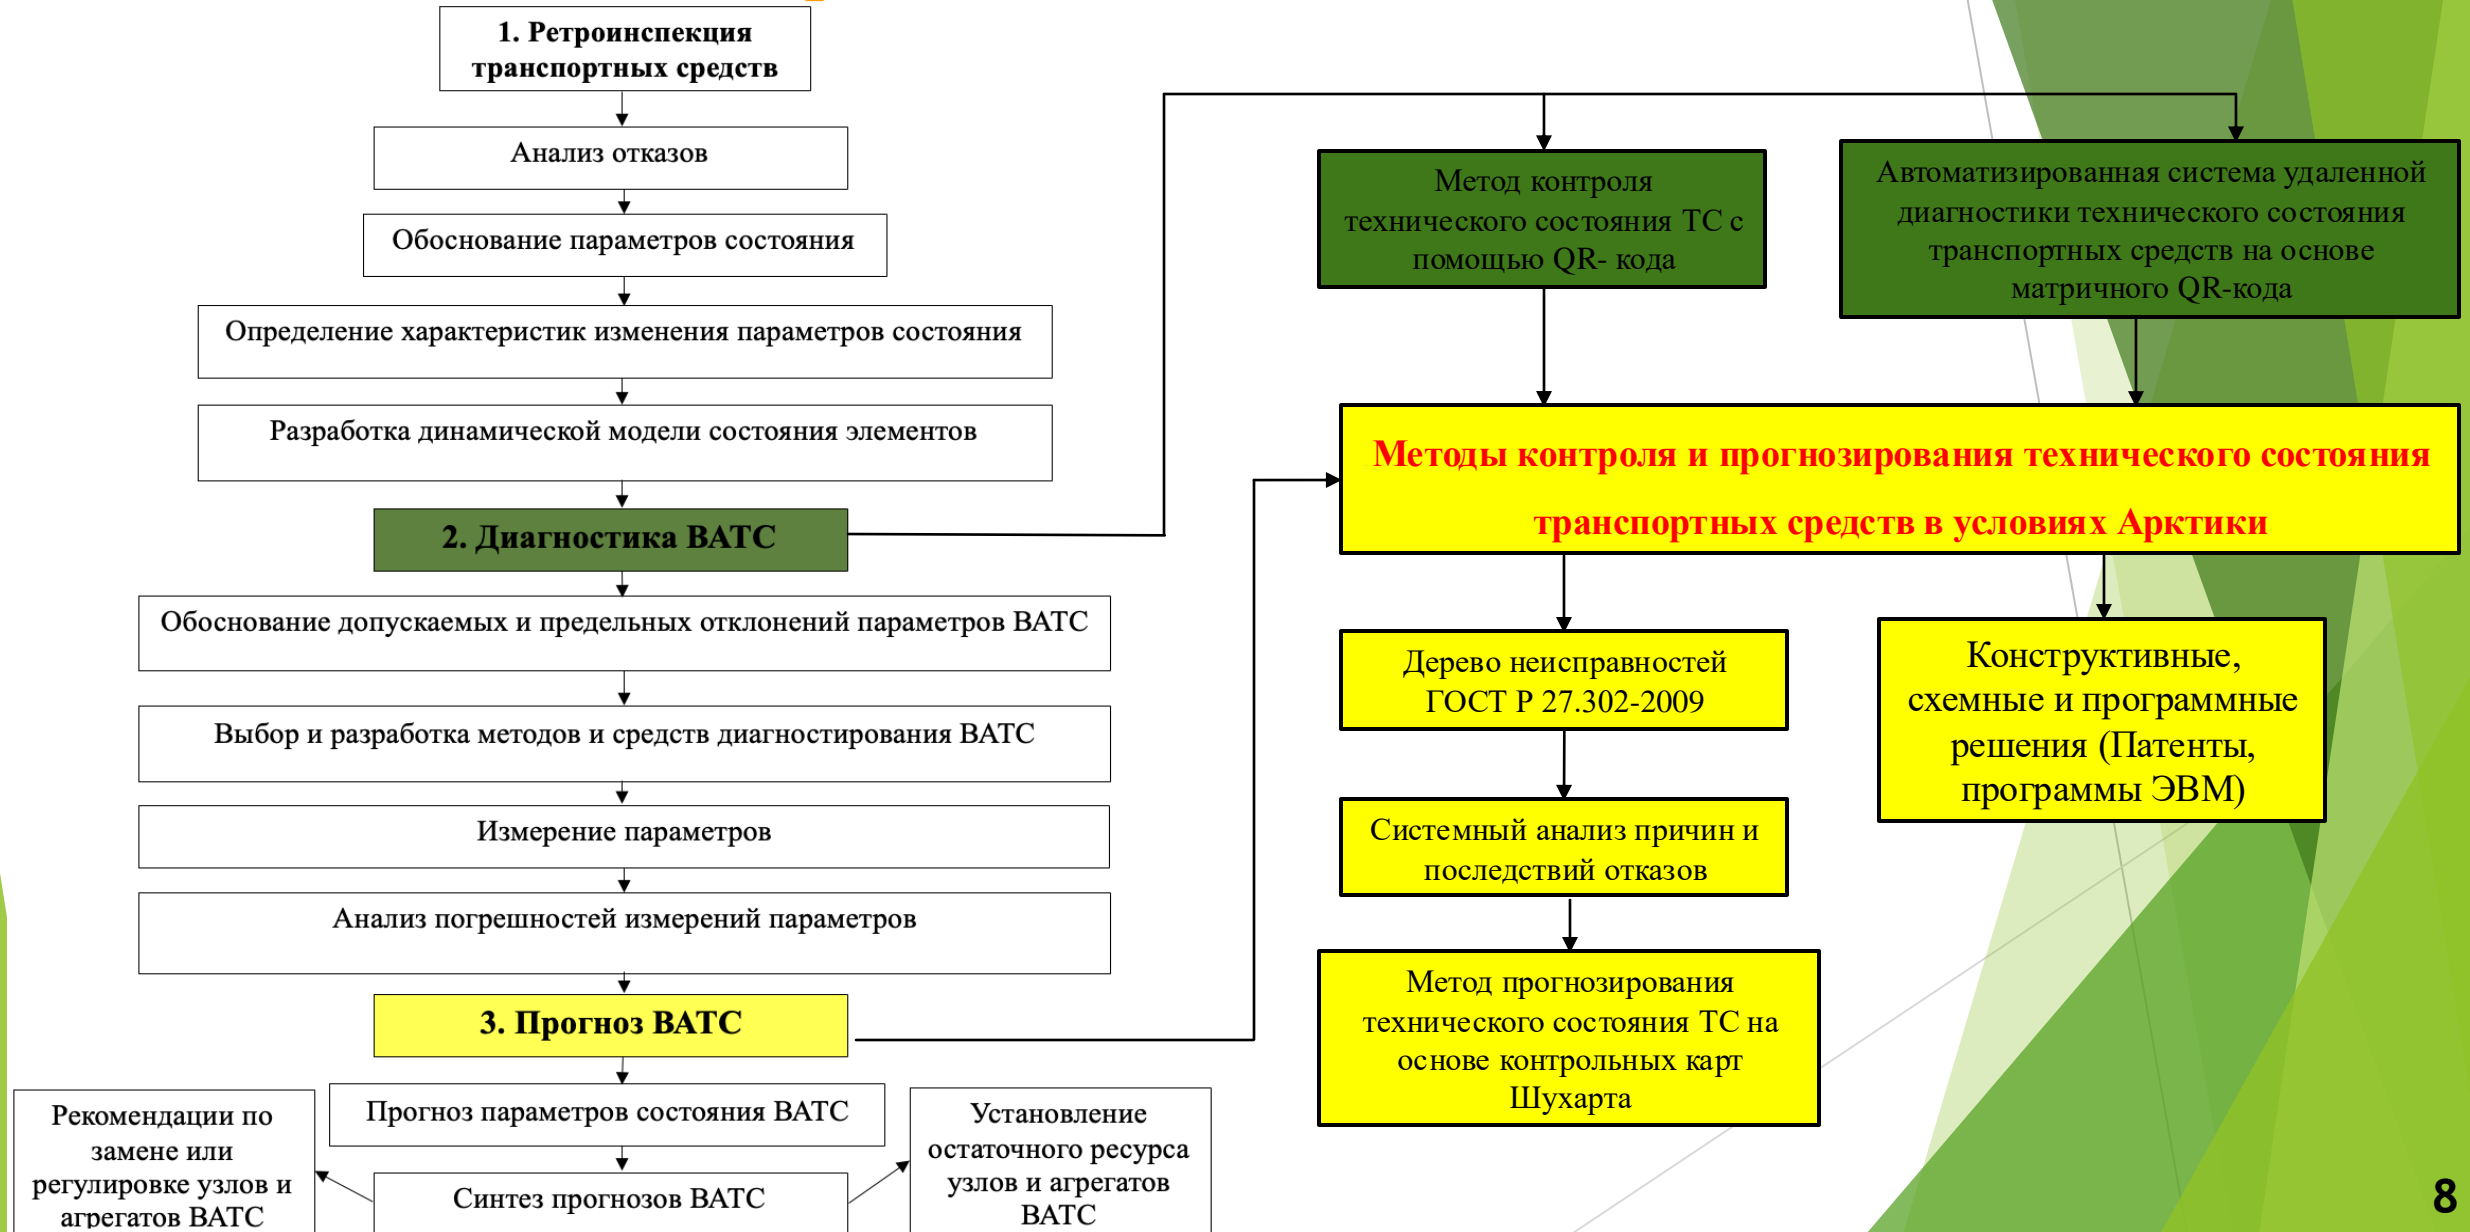 1. Ретроинспекция
транспортных средств
Анализ отказов
Обоснование параметров состояния
Определение характеристик изменения параметров состояния
Разработка динамической модели состояния элементов
2. Диагностика ВАТС
Обоснование допускаемых и предельных отклонений параметров ВАТС
Выбор и разработка методов и средств диагностирования ВАТС
Измерение параметров
Анализ погрешностей измерений параметров
3. Прогноз ВАТС
Прогноз параметров состояния ВАТС
Рекомендации по
замене или
регулировке узлов и
агрегатов ВАТС
Синтез прогнозов ВАТС
Установление
остаточного ресурса
узлов и агрегатов
ВАТС
Метод контроля
технического состояния ТС с
помощью QR- кода
Автоматизированная система удаленной
диагностики технического состояния
транспортных средств на основе
матричного QR-кода
Методы контроля и прогнозирования технического состояния
транспортных средств в условиях Арктики
Дерево неисправностей
ГОСТ Р 27.302-2009
Системный анализ причин и
последствий отказов
Метод прогнозирования
технического состояния ТС на
основе контрольных карт
Шухарта
Конструктивные,
схемные и программные
решения (Патенты,
программы ЭВМ)
8